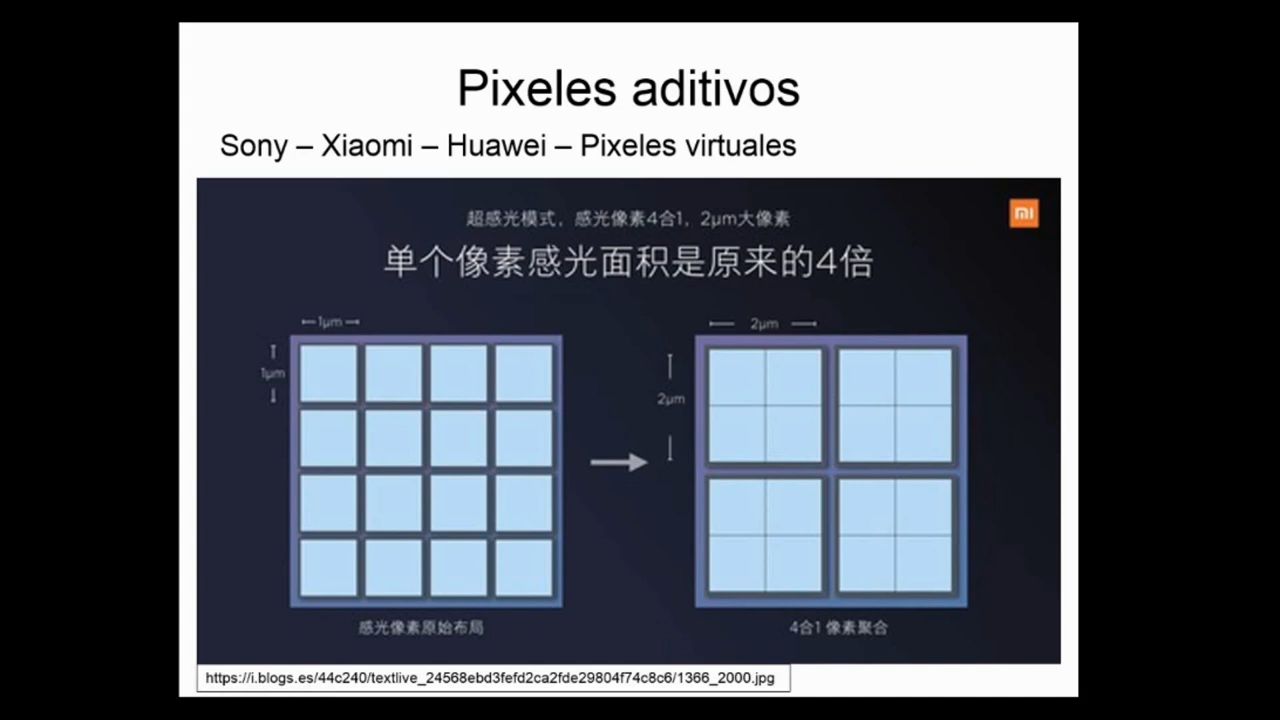 Pixeles aditivos
Sony – Xiaomi – Huawei – Pixeles virtuales
超感光模式，感光像素4合1，2μm大像素
单个像素感光面积是原来的4倍
1μm
2μm
1μm
2μm
感光像素原始布局
4合1 像素聚合
https://i.blogs.es/44c240/textlive_24568ebd3fefd2ca2fde29804f74c8c6/1366_2000.jpg